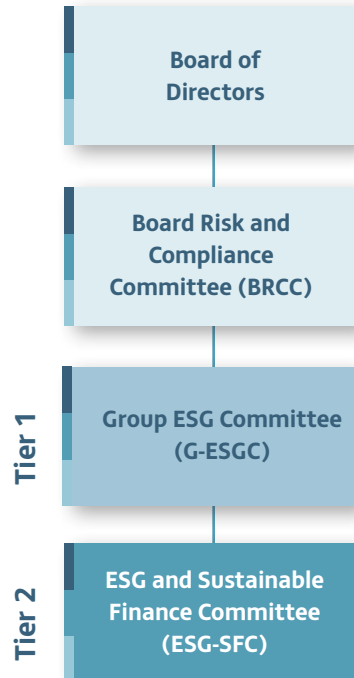 Board of
Directors
Board Risk and
Compliance
Committee (BRCC)
Tier 1
Group ESG Committee
(G-ESGC)
Tier 2
ESG and Sustainable
Finance Committee
(ESG-SFC)